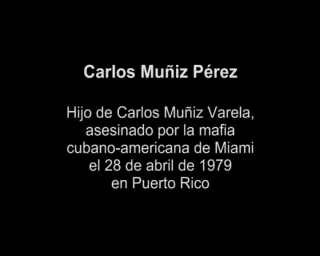 Carlos Muñiz Pérez
Hijo de Carlos Muñiz Varela,
asesinado por la mafia
cubano-americana de Miami
el 28 de abril de 1979
en Puerto Rico